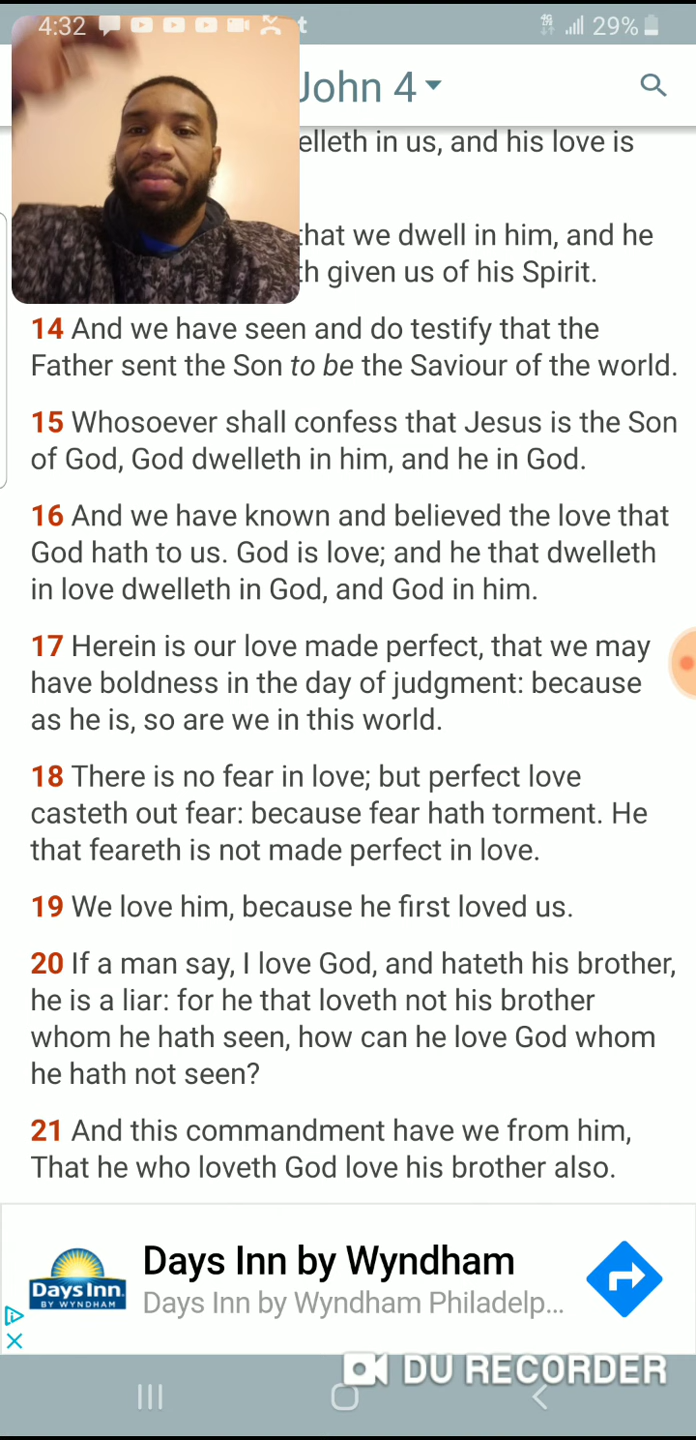 4:32 t 4G 29%
John 4
elleth in us, and his love is
that we dwell in him, and he
th given us of his Spirit.
14 And we have seen and do testify that the
Father sent the Son to be the Saviour of the world.
15 Whosoever shall confess that Jesus is the Son
of God, God dwelleth in him, and he in God.
16 And we have known and believed the love that
God hath to us. God is love; and he that dwelleth
in love dwelleth in God, and God in him.
17 Herein is our love made perfect, that we may
have boldness in the day of judgment: because
as he is, so are we in this world.
18 There is no fear in love; but perfect love
casteth out fear: because fear hath torment. He
that feareth is not made perfect in love.
19 We love him, because he first loved us.
20 If a man say, I love God, and hateth his brother,
he is a liar: for he that loveth not his brother
whom he hath seen, how can he love God whom
he hath not seen?
21 And this commandment have we from him,
That he who loveth God love his brother also.
Days Inn by Wyndham
Days Inn by Wyndham Philadelp...
Days Inn.
BY WYNDHAM
DU RECORDER